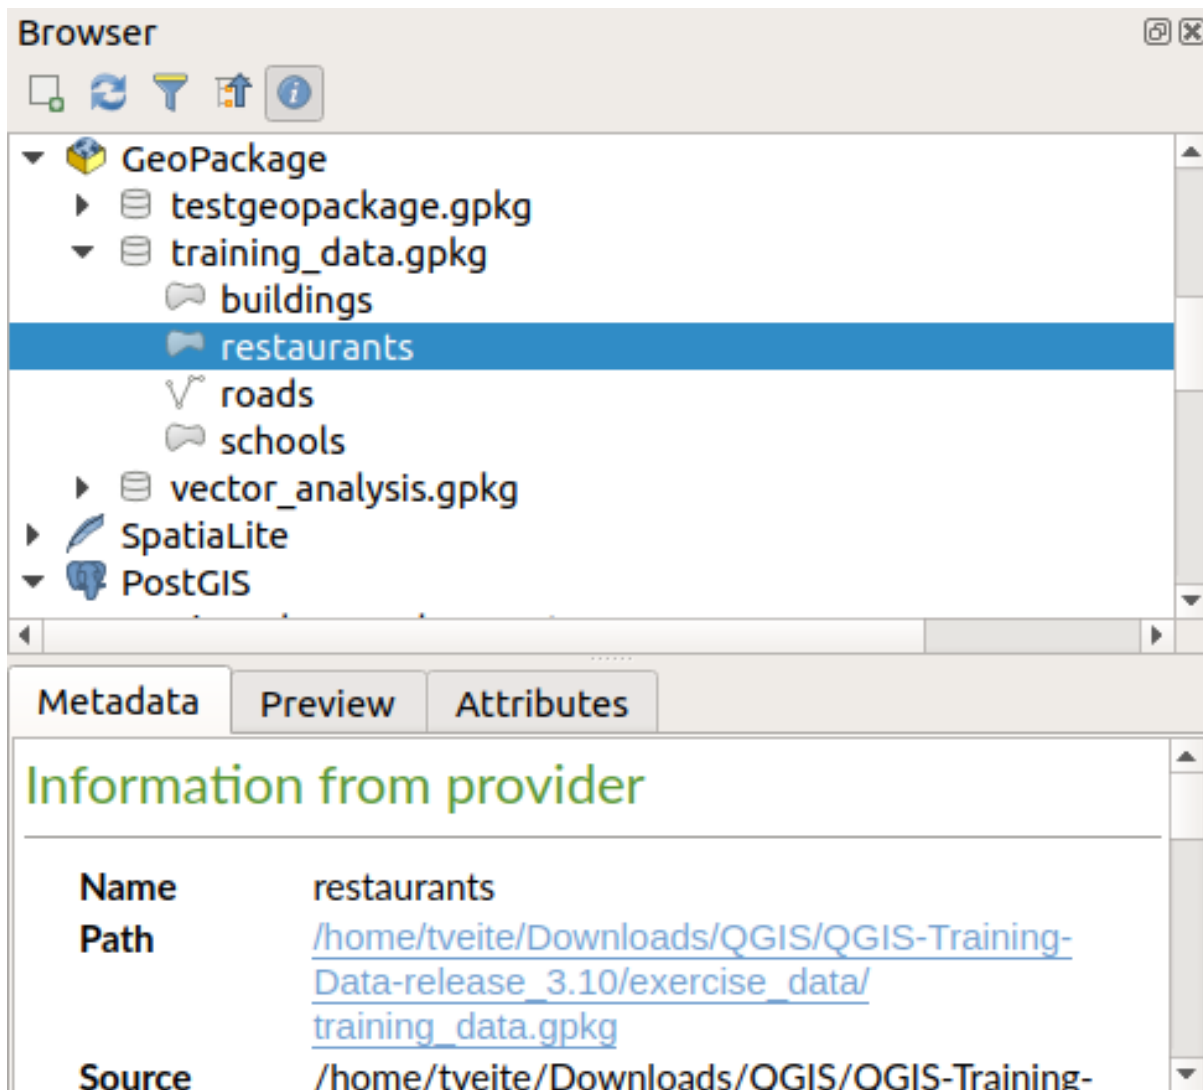 Browser
GeoPackage
testgeopackage.gpkg
training_data.gpkg
buildings
restaurants
roads
schools
vector_analysis.gpkg
SpatiaLite
PostGIS
Metadata Preview Attributes
Information from provider
Name restaurants
Path /home/tveite/Downloads/QGIS/QGIS-Training-
Data-release_3.10/exercise_data/
training_data.gpkg
Source /home/tveite/Downloads/QGIS/QGIS-Training-